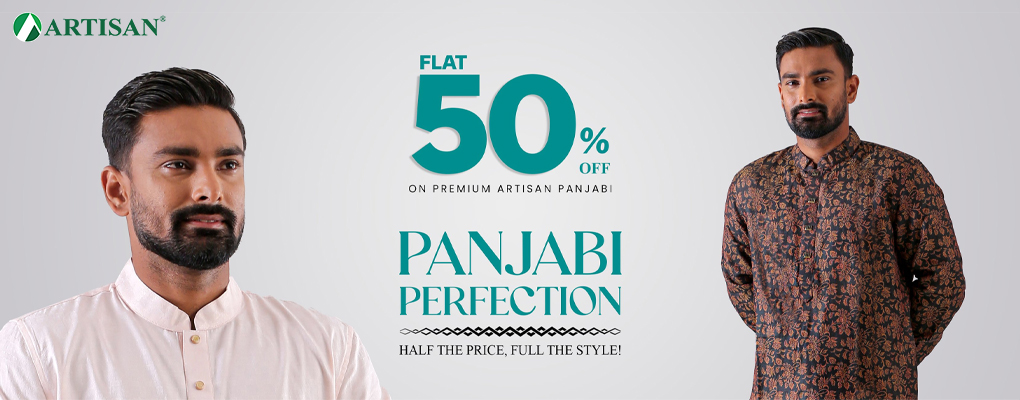 ARTISAN®
FLAT
50%
OFF
ON PREMIUM ARTISAN PANJABI
PANJABI
PERFECTION
HALF THE PRICE, FULL THE STYLE!